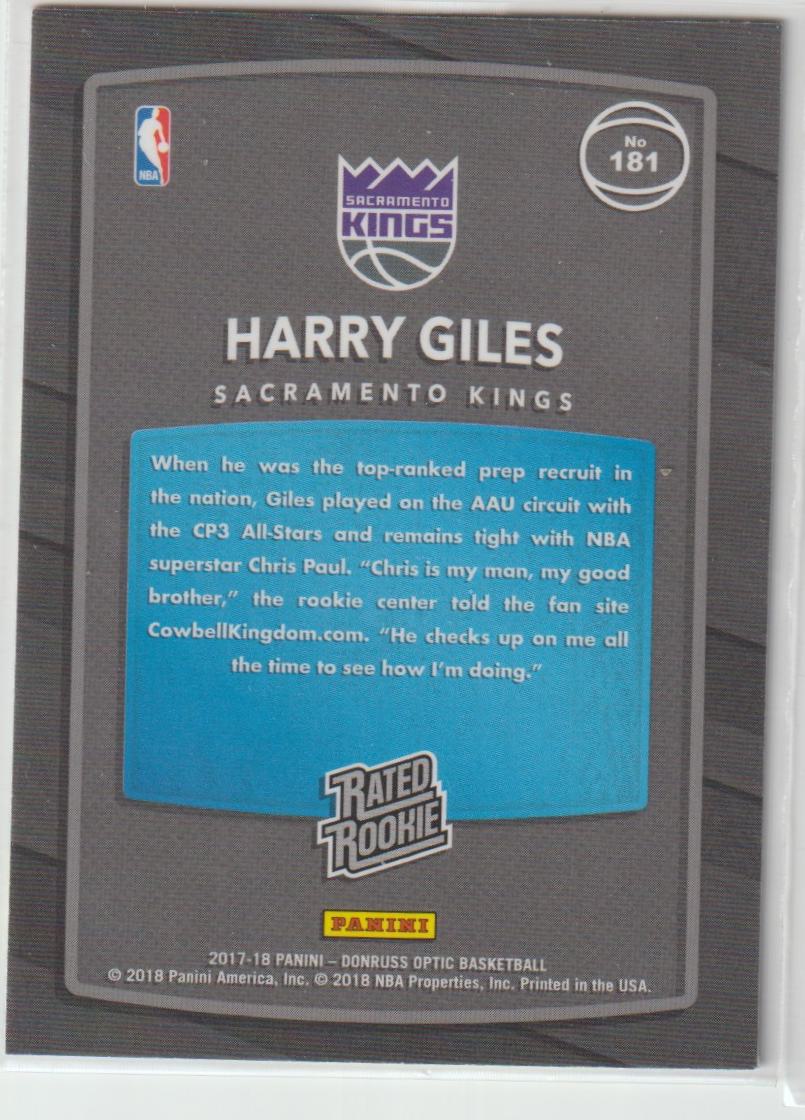 NBA
No
181
SACRAMENTO
KINGS
HARRY GILES
SACRAMENTO KINGS
When he was the top-ranked prep recruit in
the nation, Giles played on the AAU circuit with
the CP3 All-Stars and remains tight with NBA
superstar Chris Paul. “Chris is my man, my good
brother,” the rookie center told the fan site
CowbellKingdom.com. “He checks up on me all
the time to see how I’m doing.”
RATED
ROOKIE
PANINI
2017-18 PANINI – DONRUSS OPTIC BASKETBALL
© 2018 Panini America, Inc. © 2018 NBA Properties, Inc. Printed in the USA.